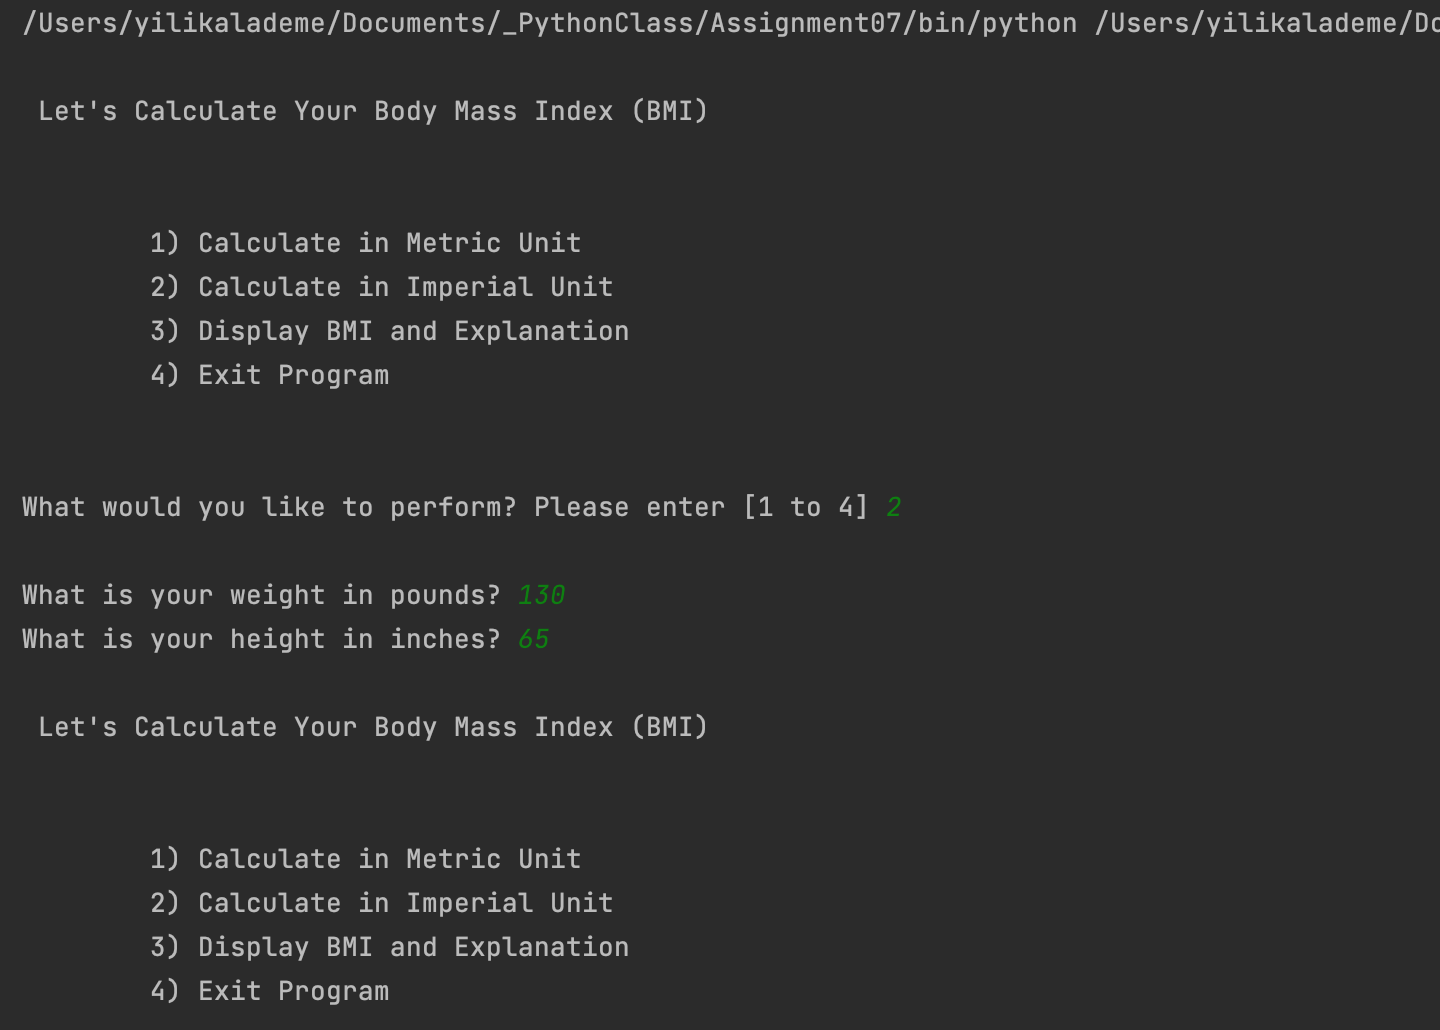 /Users/yilikalademe/Documents/_PythonClass/Assignment07/bin/python /Users/yilikalademe/Do
Let's Calculate Your Body Mass Index (BMI)
1) Calculate in Metric Unit
2) Calculate in Imperial Unit
3) Display BMI and Explanation
4) Exit Program
What would you like to perform? Please enter [1 to 4] 2
What is your weight in pounds? 130
What is your height in inches? 65
Let's Calculate Your Body Mass Index (BMI)
1) Calculate in Metric Unit
2) Calculate in Imperial Unit
3) Display BMI and Explanation
4) Exit Program